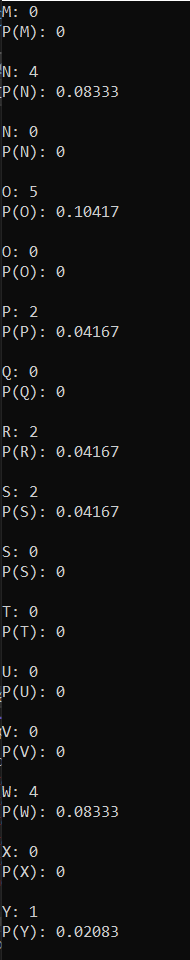 M: 0
P(M): 0
N: 4
P(N): 0.08333
N: 0
P(N): 0
O: 5
P(O): 0.10417
O: 0
P(O): 0
P: 2
P(P): 0.04167
Q: 0
P(Q): 0
R: 2
P(R): 0.04167
S: 2
P(S): 0.04167
S: 0
P(S): 0
T: 0
P(T): 0
U: 0
P(U): 0
V: 0
P(V): 0
W: 4
P(W): 0.08333
X: 0
P(X): 0
Y: 1
P(Y): 0.02083